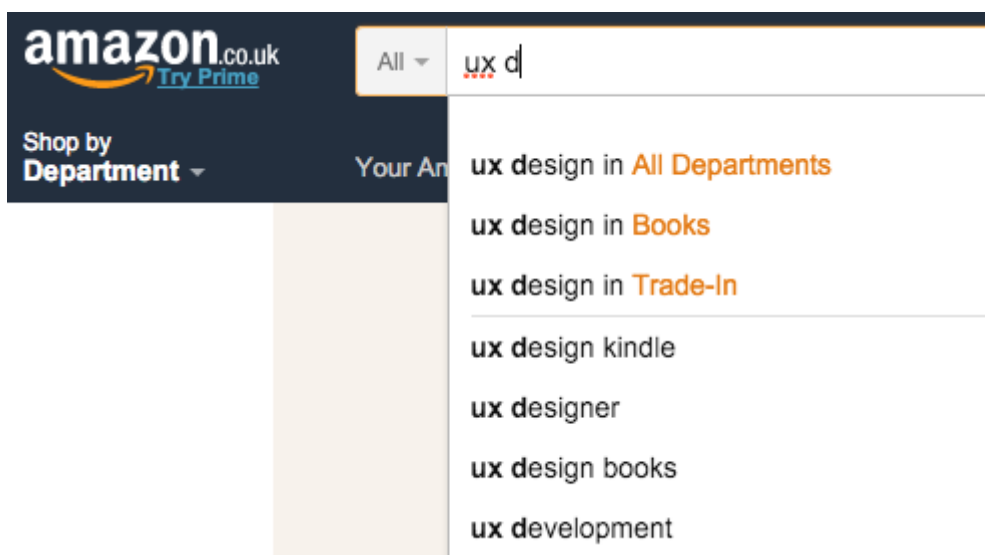 amazon.co.uk
Try Prime
All
ux d
Shop by
Department
Your Am
ux design in All Departments
ux design in Books
ux design in Trade-In
ux design kindle
ux designer
ux design books
ux development